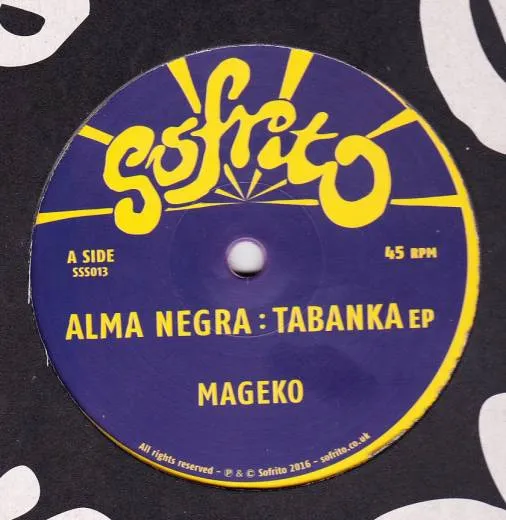 Sofrito
A SIDE
SSS013
45 RPM
ALMA NEGRA : TABANKA EP
MAGEKO
All rights reserved - ℗ & © Sofrito 2016 - sofrito.co.uk